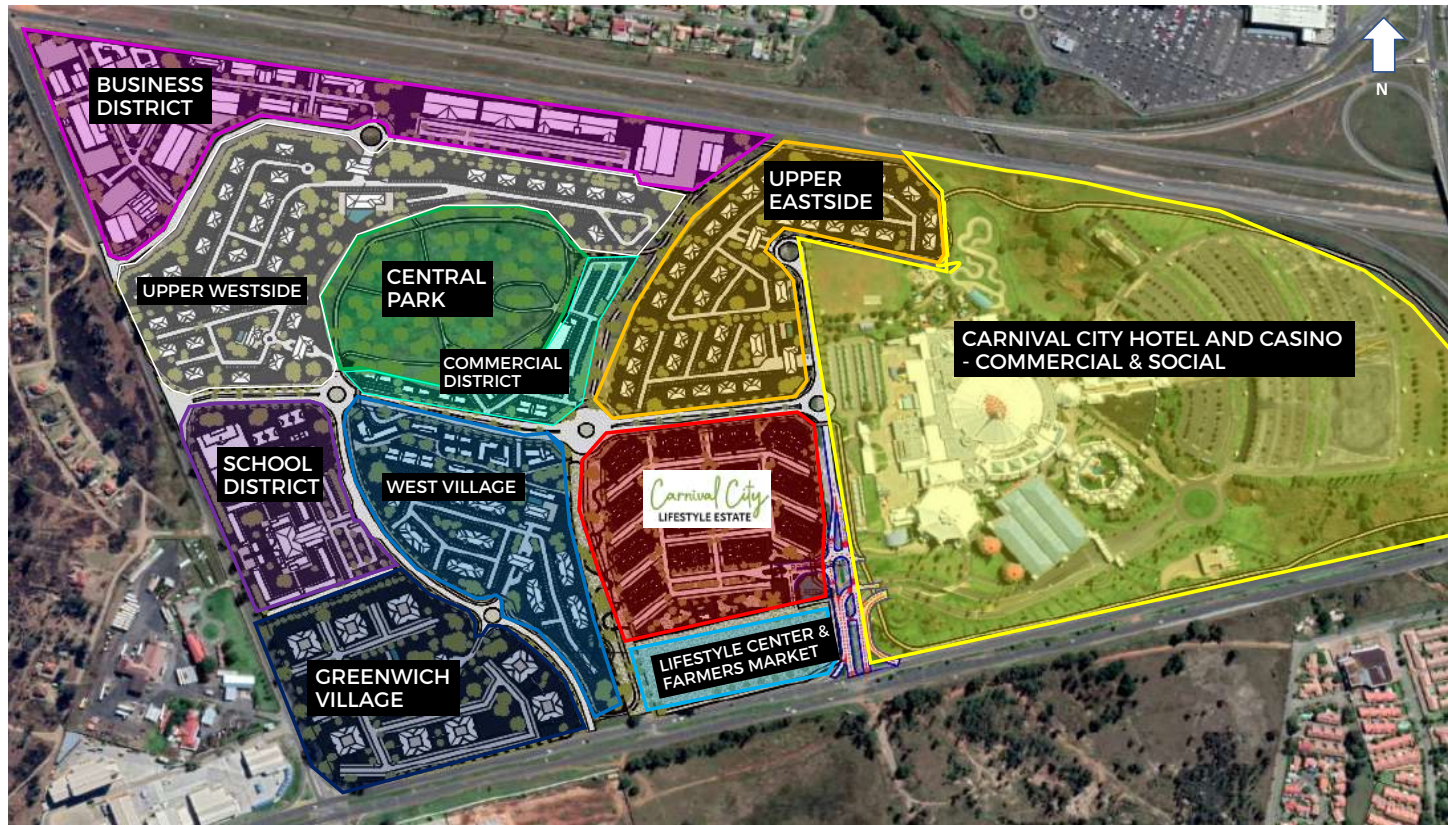 BUSINESS
DISTRICT
N
UPPER
EASTSIDE
UPPER WESTSIDE
CENTRAL
PARK
COMMERCIAL
DISTRICT
CARNIVAL CITY HOTEL AND CASINO
- COMMERCIAL & SOCIAL
SCHOOL
DISTRICT
WEST VILLAGE
Carnival City
LIFESTYLE ESTATE
GREENWICH
VILLAGE
LIFESTYLE CENTER &
FARMERS MARKET